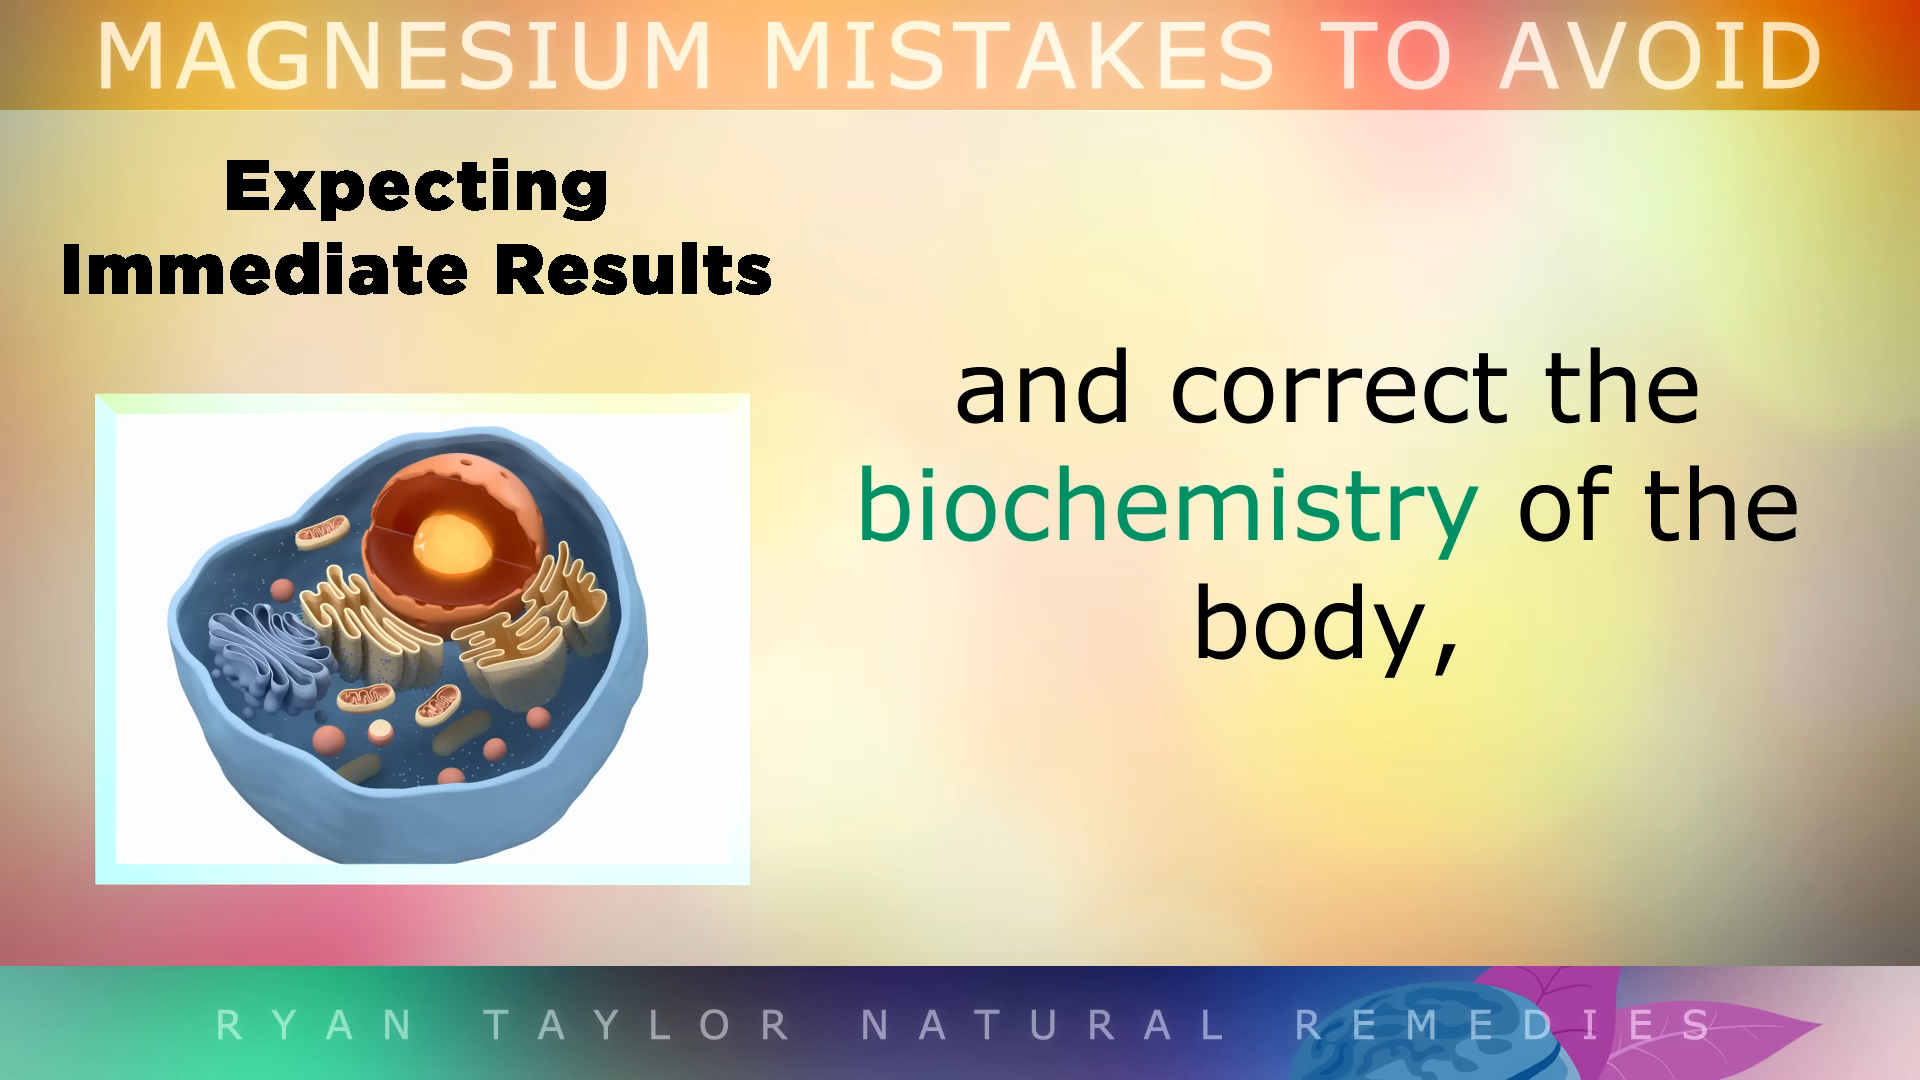 MAGNESIUM MISTAKES TO AVOID
Expecting
Immediate Results
and correct the
biochemistry of the
body,
RYAN TAYLOR NATURAL REMEDIES